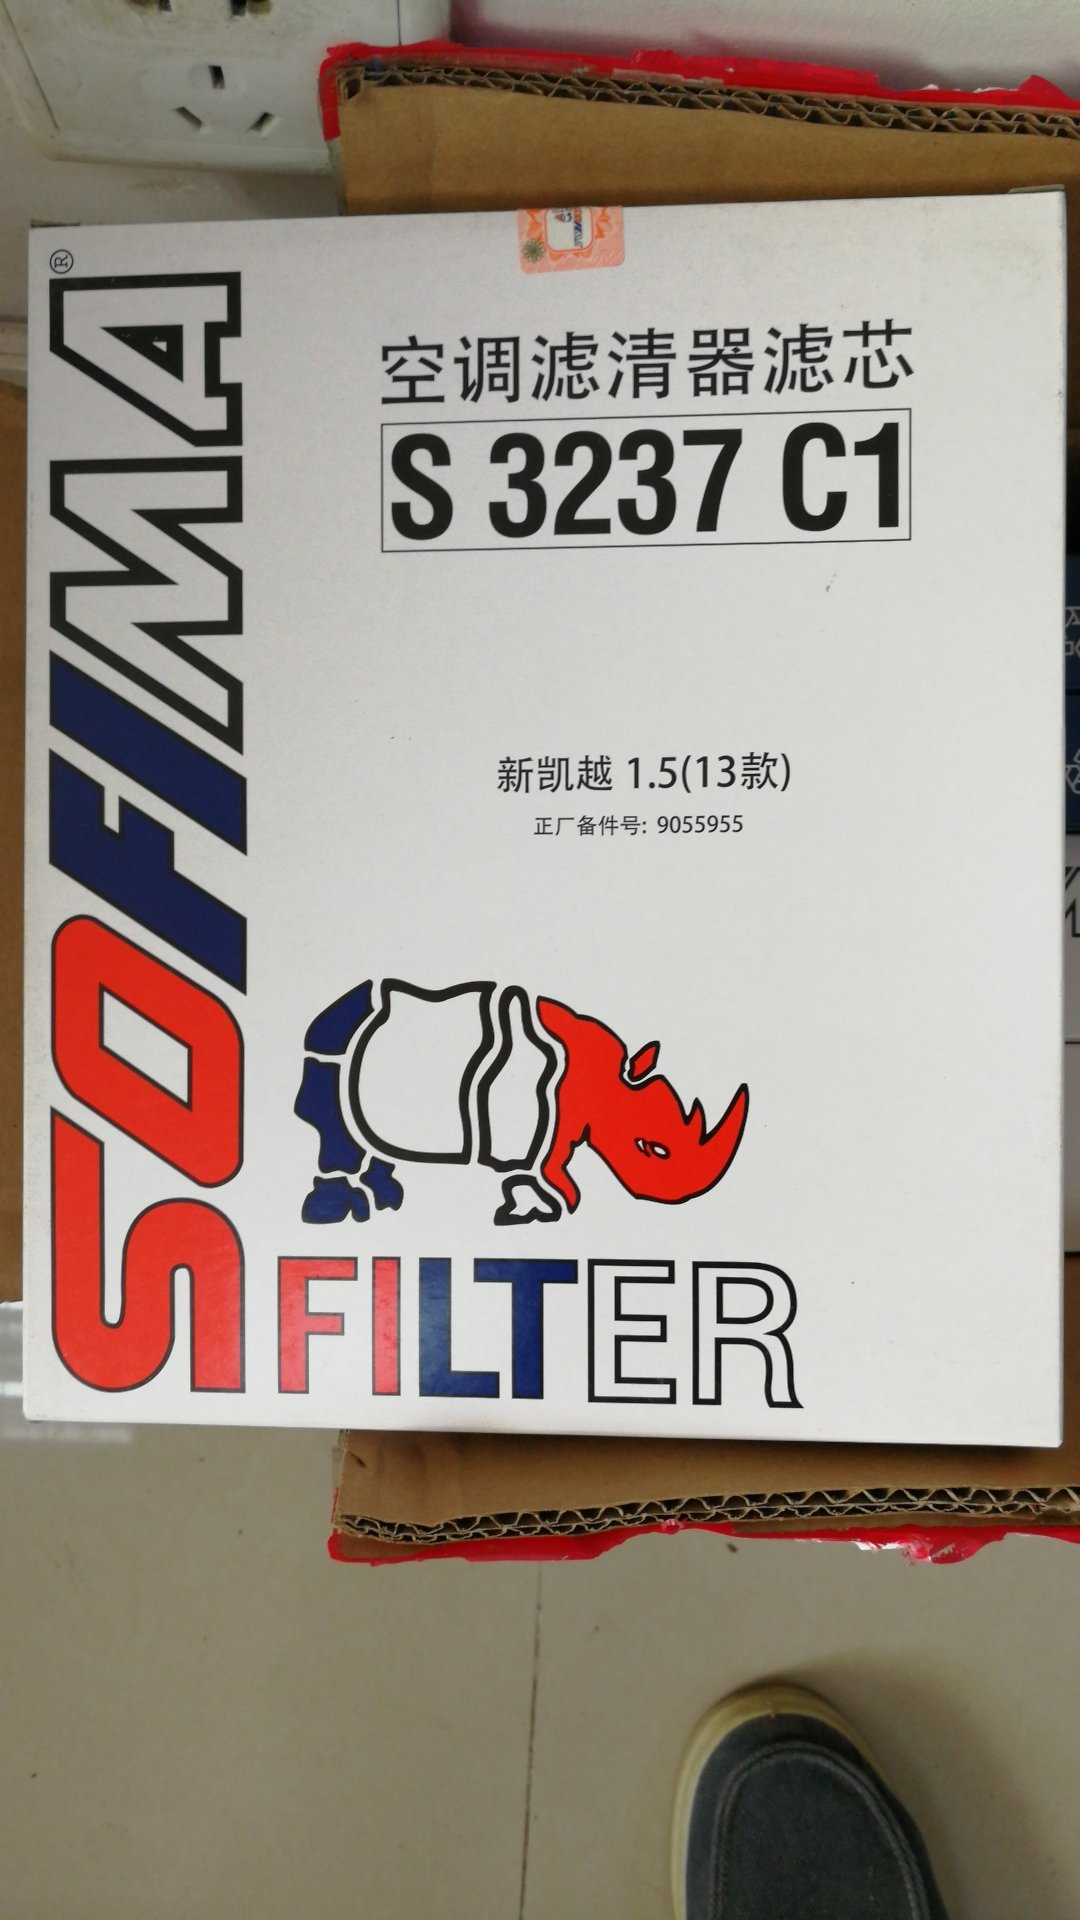 SOFIMA®
空调滤清器滤芯
S 3237 C1
新凯越 1.5(13款)
正厂备件号: 9055955
FILTER